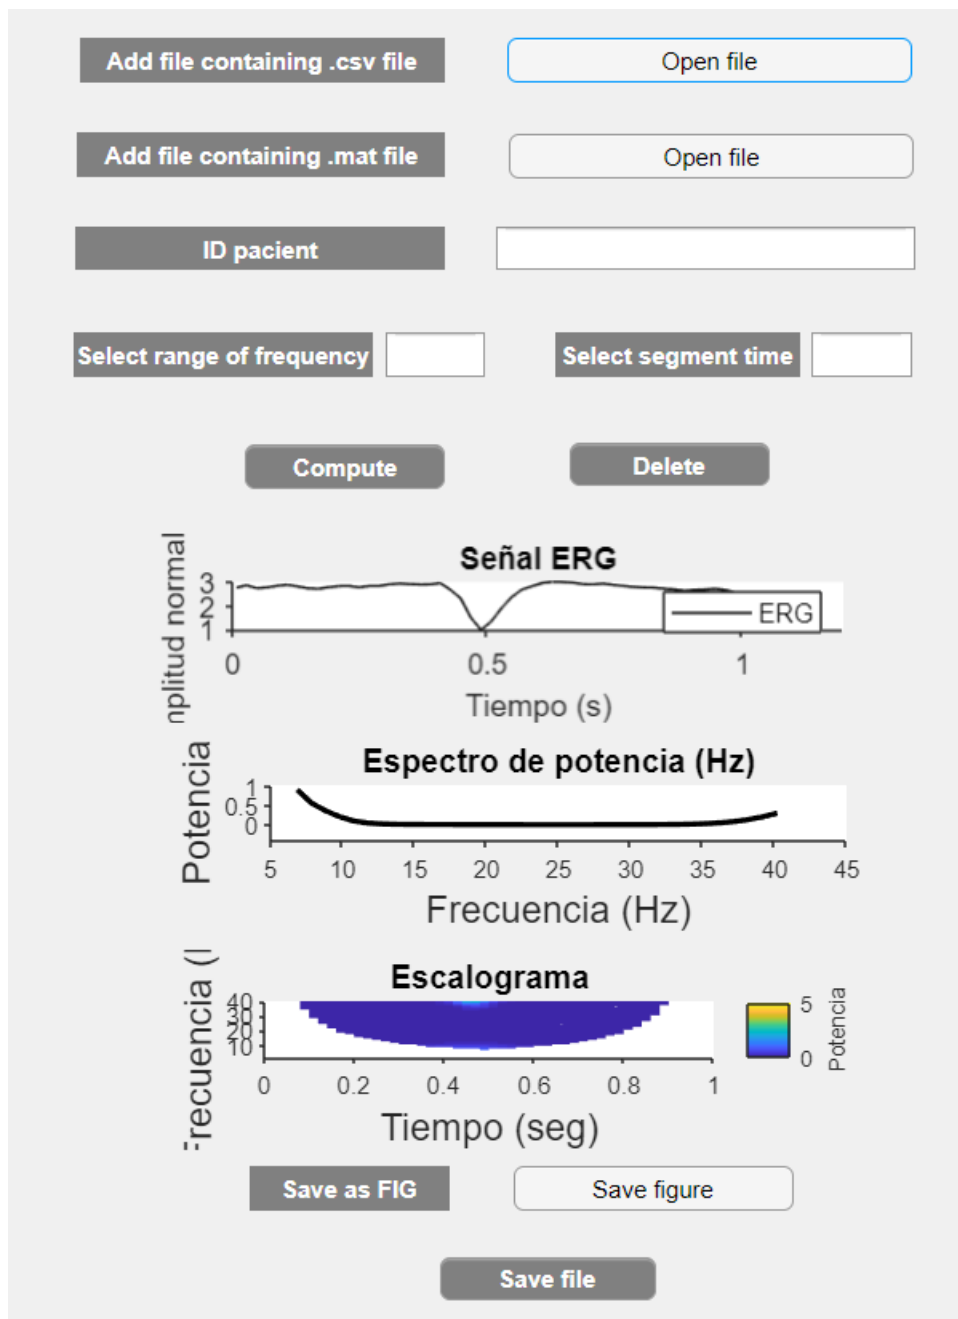 Add file containing .csv file
Open file
Add file containing .mat file
Open file
ID pacient
Select range of frequency
Select segment time
Compute
Delete
Señal ERG
nplitud normal
3
2
1
ERG
0 0.5 1
Tiempo (s)
Espectro de potencia (Hz)
Potencia
1
0.5
0
5 10 15 20 25 30 35 40 45
Frecuencia (Hz)
Escalograma
recuencia (
40
30
20
10
5
0
Potencia
0 0.2 0.4 0.6 0.8 1
Tiempo (seg)
Save as FIG
Save figure
Save file